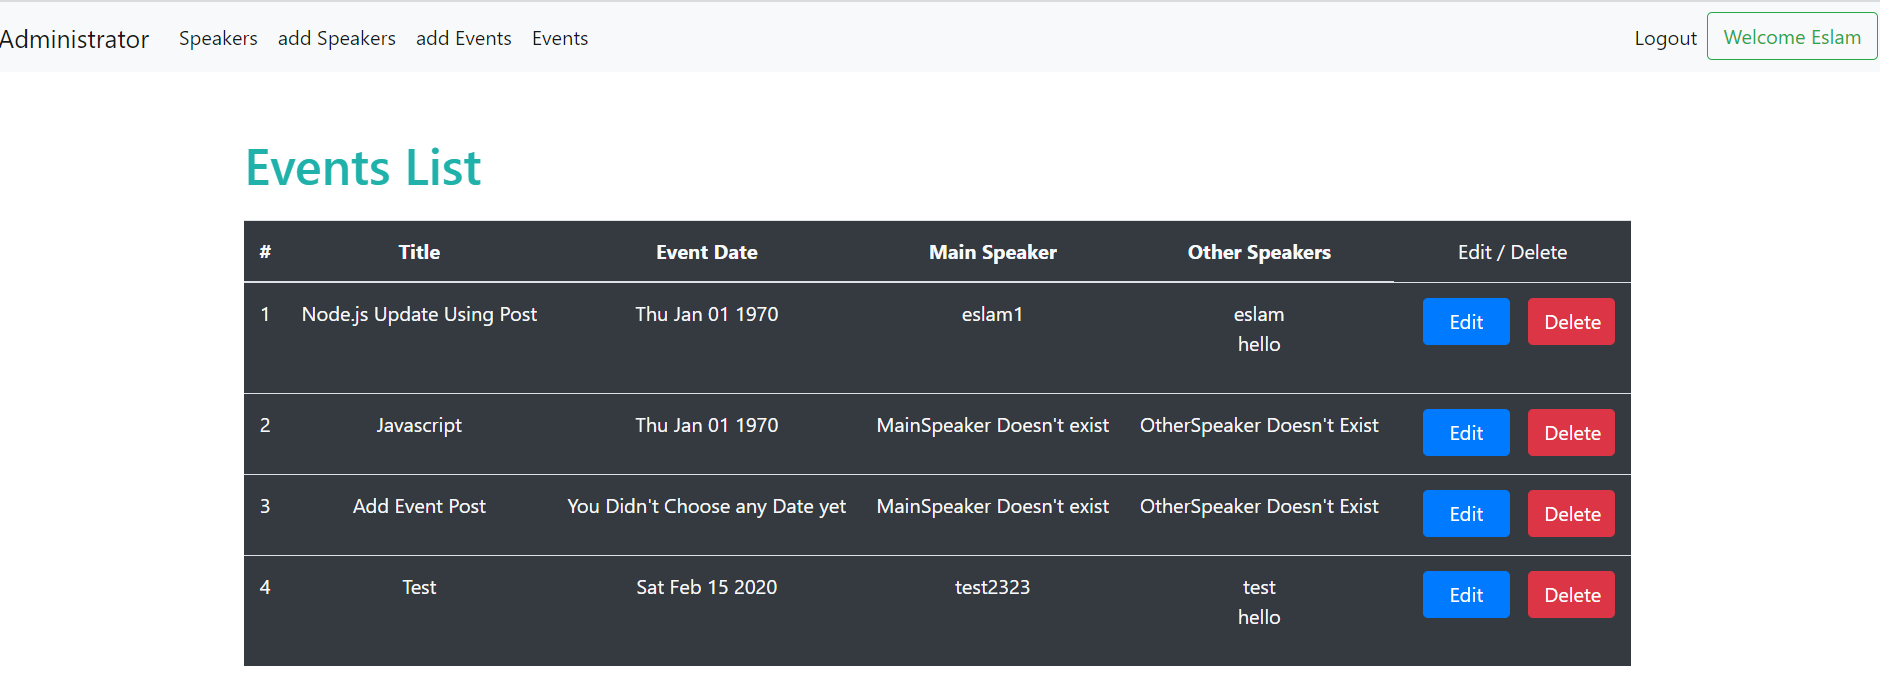 Administrator Speakers add Speakers add Events Events Logout Welcome Eslam
Events List
# Title Event Date Main Speaker Other Speakers Edit / Delete
1 Node.js Update Using Post Thu Jan 01 1970 eslam1 eslam Edit Delete
hello
2 Javascript Thu Jan 01 1970 MainSpeaker Doesn't exist OtherSpeaker Doesn't Exist Edit Delete
3 Add Event Post You Didn't Choose any Date yet MainSpeaker Doesn't exist OtherSpeaker Doesn't Exist Edit Delete
4 Test Sat Feb 15 2020 test2323 test Edit Delete
hello